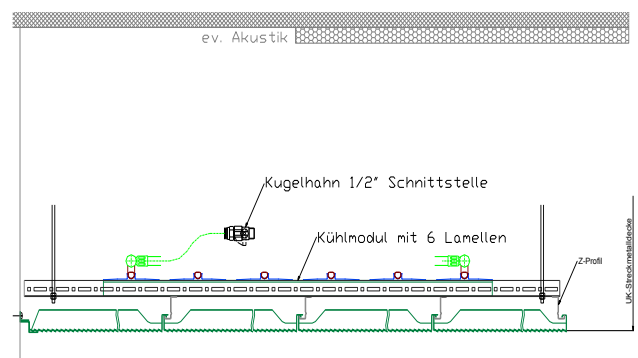 ev. Akustik
Kugelhahn 1/2" Schnittstelle
Kühlmodul mit 6 Lamellen
Z-Profil
UK-Streckmetalldecke